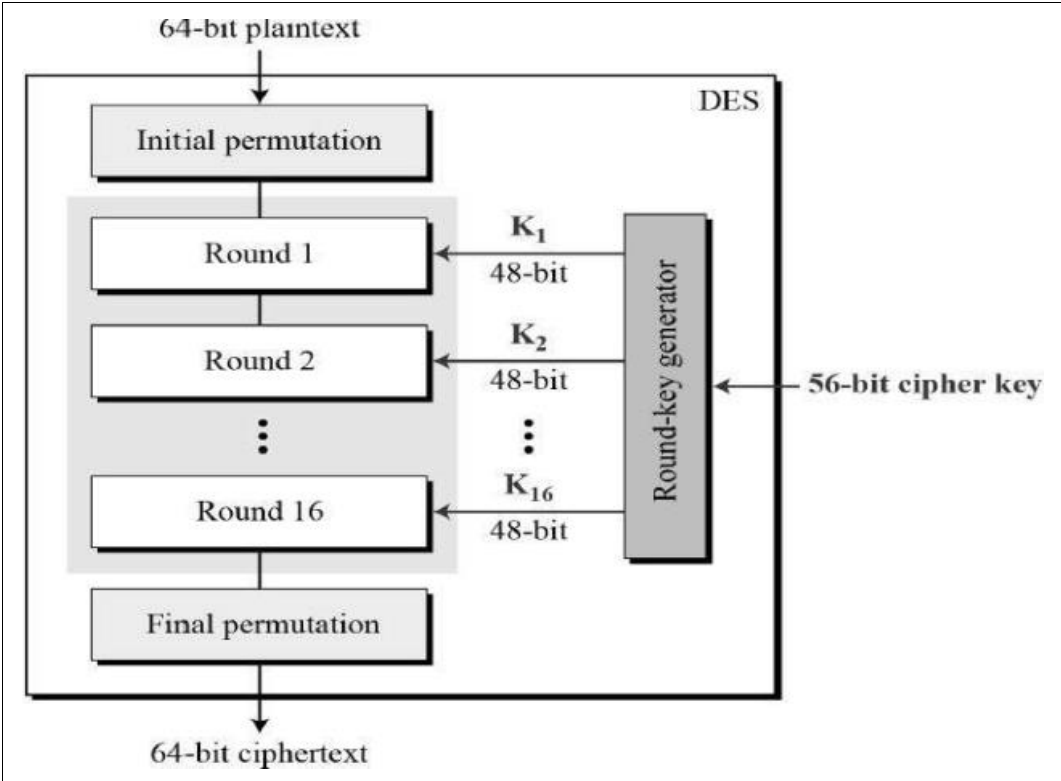 64-bit plaintext
DES
Initial permutation
Round 1
K1
48-bit
Round 2
K2
48-bit
Round-key generator
56-bit cipher key
Round 16
K16
48-bit
Final permutation
64-bit ciphertext